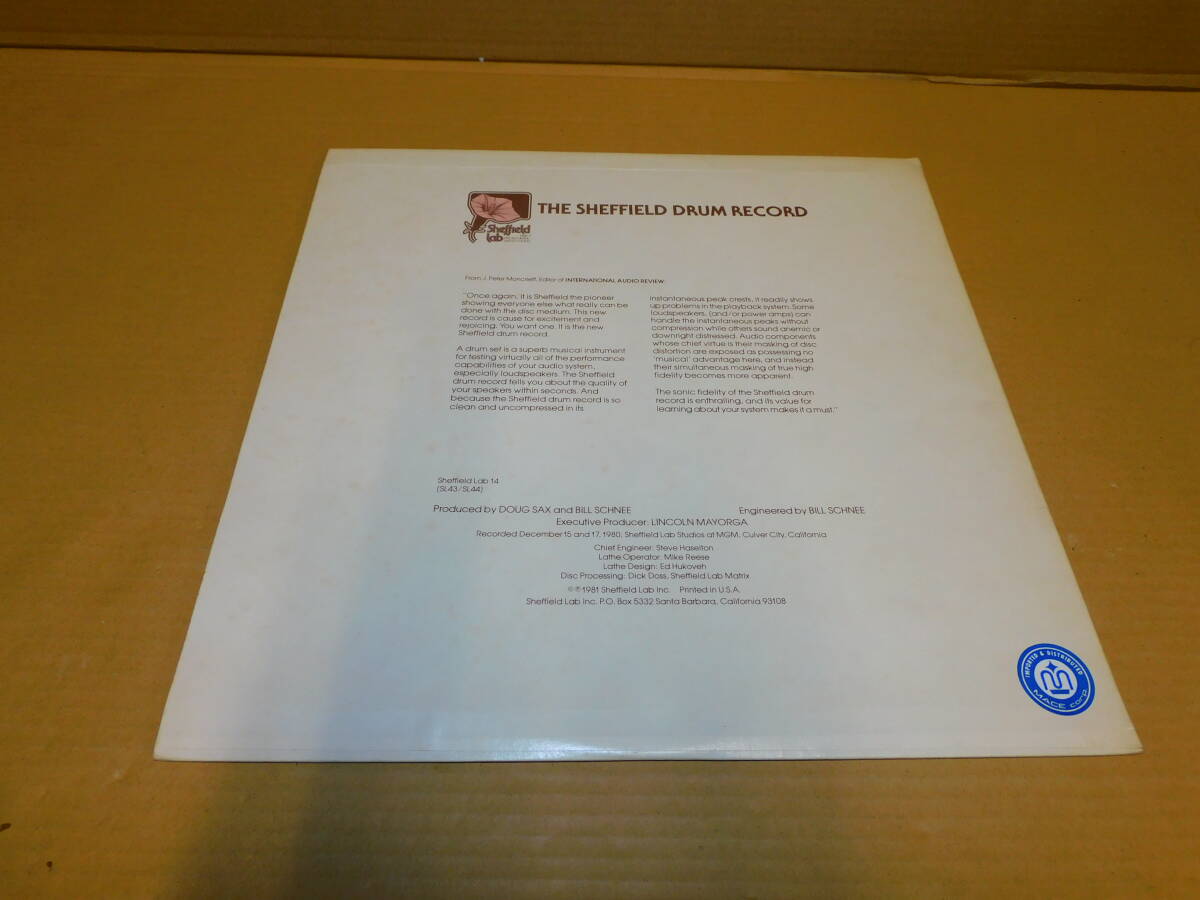 THE SHEFFIELD DRUM RECORD
Sheffield
Lab
From J. Peter Moncrieff, Editor of INTERNATIONAL AUDIO REVIEW:
"Once again, it is Sheffield the pioneer
showing everyone else what really can be
done with the disc medium. This new
record is cause for excitement and
rejoicing. You want one. It is the new
Sheffield drum record.
A drum set is a superb musical instrument
for testing virtually all of the performance
capabilities of your audio system,
especially loudspeakers. The Sheffield
drum record tells you about the quality of
your speakers within seconds. And
because the Sheffield drum record is so
clean and uncompressed in its
instantaneous peak crests, it readily shows
up problems in the playback system. Some
loudspeakers, (and/or power amps) can
handle the instantaneous peaks without
compression while others sound anemic or
downright distressed. Audio components
whose chief virtue is their masking of disc
distortion are exposed as possessing no
'musical' advantage here, and instead
their simultaneous masking of true high
fidelity becomes more apparent.
The sonic fidelity of the Sheffield drum
record is enthralling, and its value for
learning about your system makes it a must."
Sheffield Lab 14
(SL43/SL44)
Produced by DOUG SAX and BILL SCHNEE
Engineered by BILL SCHNEE
Executive Producer: LINCOLN MAYORGA
Recorded December 15 and 17, 1980, Sheffield Lab Studios at MGM, Culver City, California
Chief Engineer: Steve Haselton
Lathe Operator: Mike Reese
Lathe Design: Ed Hukoveh
Disc Processing: Dick Doss, Sheffield Lab Matrix
©℗1981 Sheffield Lab Inc. Printed in U.S.A.
Sheffield Lab Inc. P.O. Box 5332 Santa Barbara, California 93108
IMPORTED & DISTRIBUTED
MACE corp